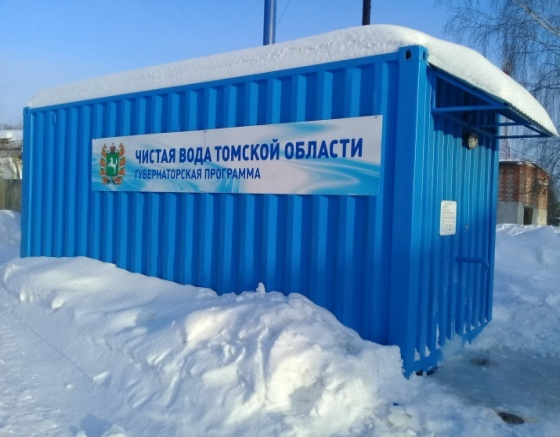 ЧИСТАЯ ВОДА ТОМСКОЙ ОБЛАСТИ
ГУБЕРНАТОРСКАЯ ПРОГРАММА